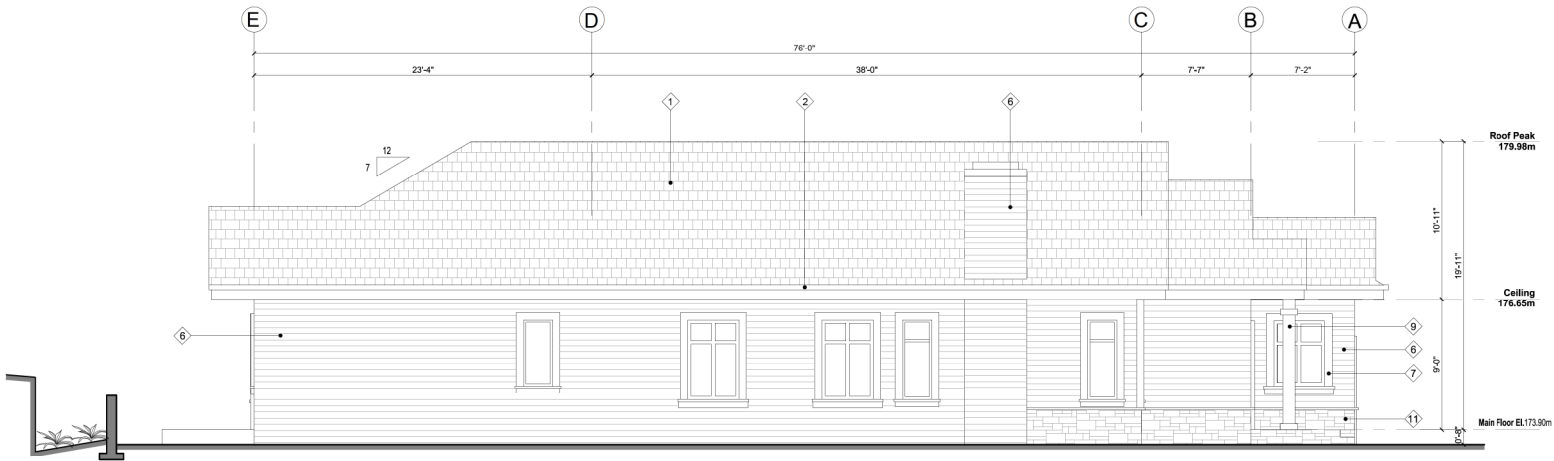 E D C B A
76'-0"
23'-4" 38'-0" 7'-7" 7'-2"
1 2 6
Roof Peak
179.98m
12
7
10'-11"
19'-11"
Ceiling
176.65m
6
9
6
9'-0"
7
11
Main Floor El.173.90m
0'-8"